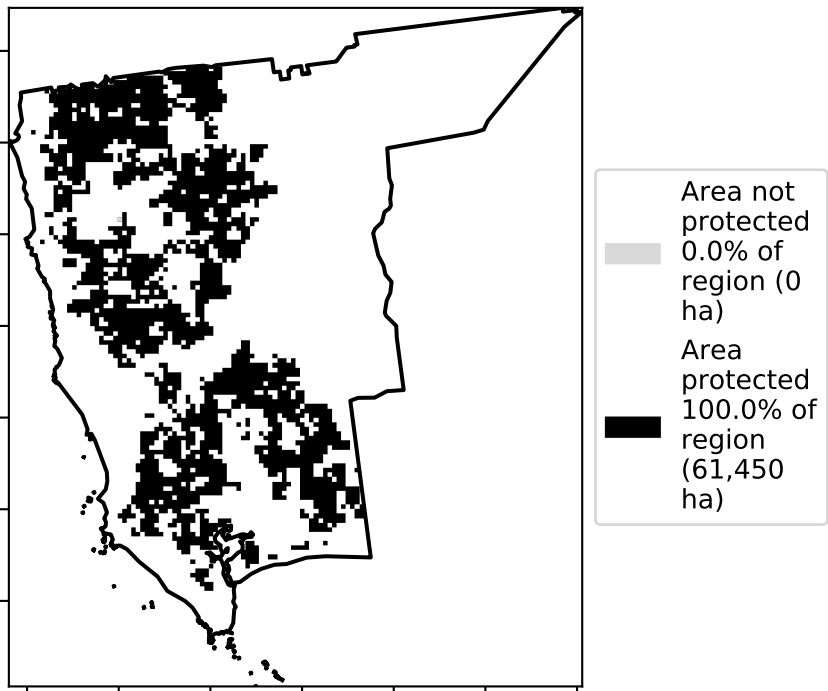 Area not
protected
0.0% of
region (0
ha)
Area
protected
100.0% of
region
(61,450
ha)